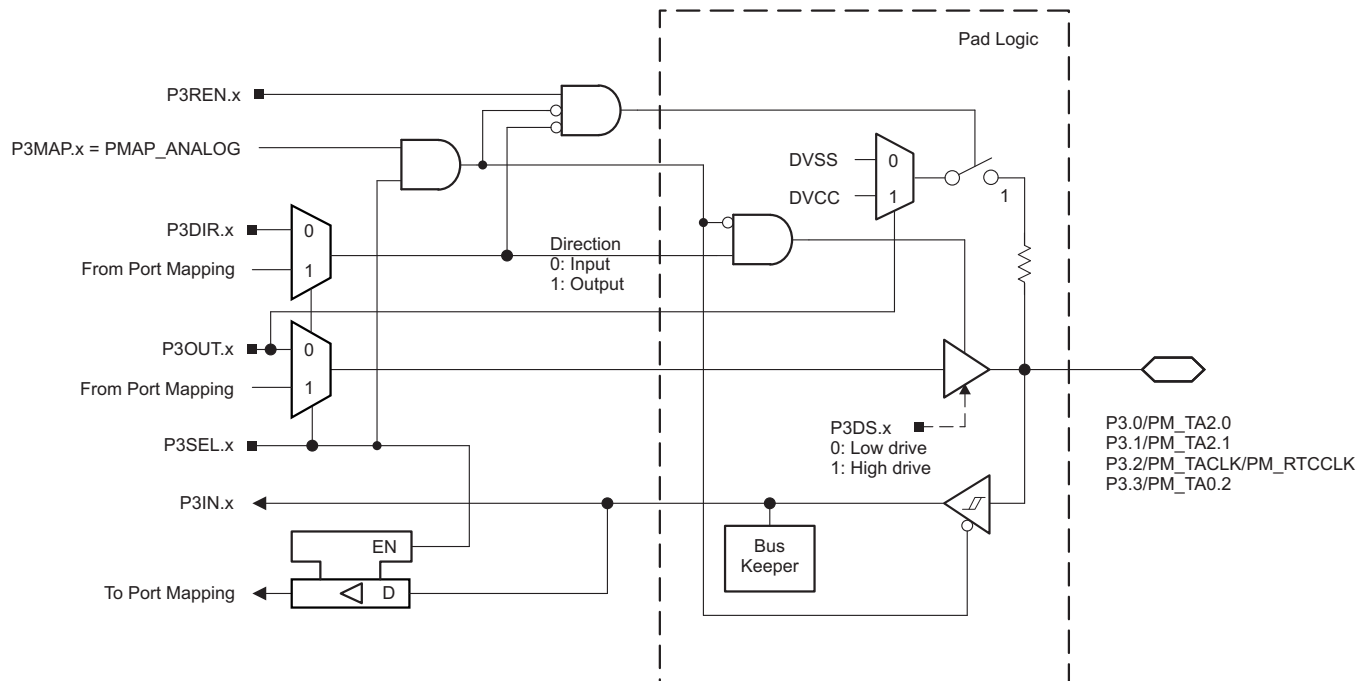 Pad Logic
P3REN.x
P3MAP.x = PMAP_ANALOG
DVSS
0
DVCC
1
1
P3DIR.x
0
From Port Mapping
1
Direction
0: Input
1: Output
P3OUT.x
0
From Port Mapping
1
P3SEL.x
P3DS.x
0: Low drive
1: High drive
P3.0/PM_TA2.0
P3.1/PM_TA2.1
P3.2/PM_TACLK/PM_RTCCLK
P3.3/PM_TA0.2
P3IN.x
EN
Bus
Keeper
To Port Mapping
D